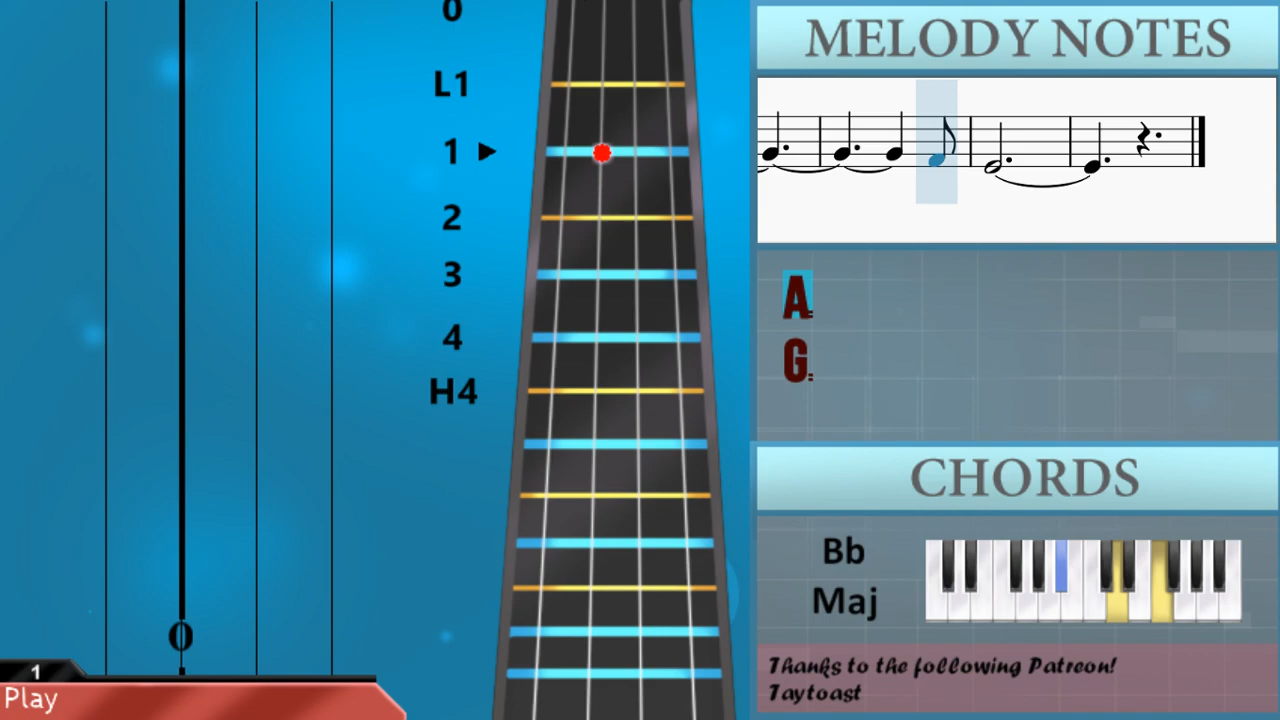 0
L1
1
2
3
4
H4
0
1
Play
MELODY NOTES
A
G
CHORDS
Bb
Maj
Thanks to the following Patreon!
Taytoast